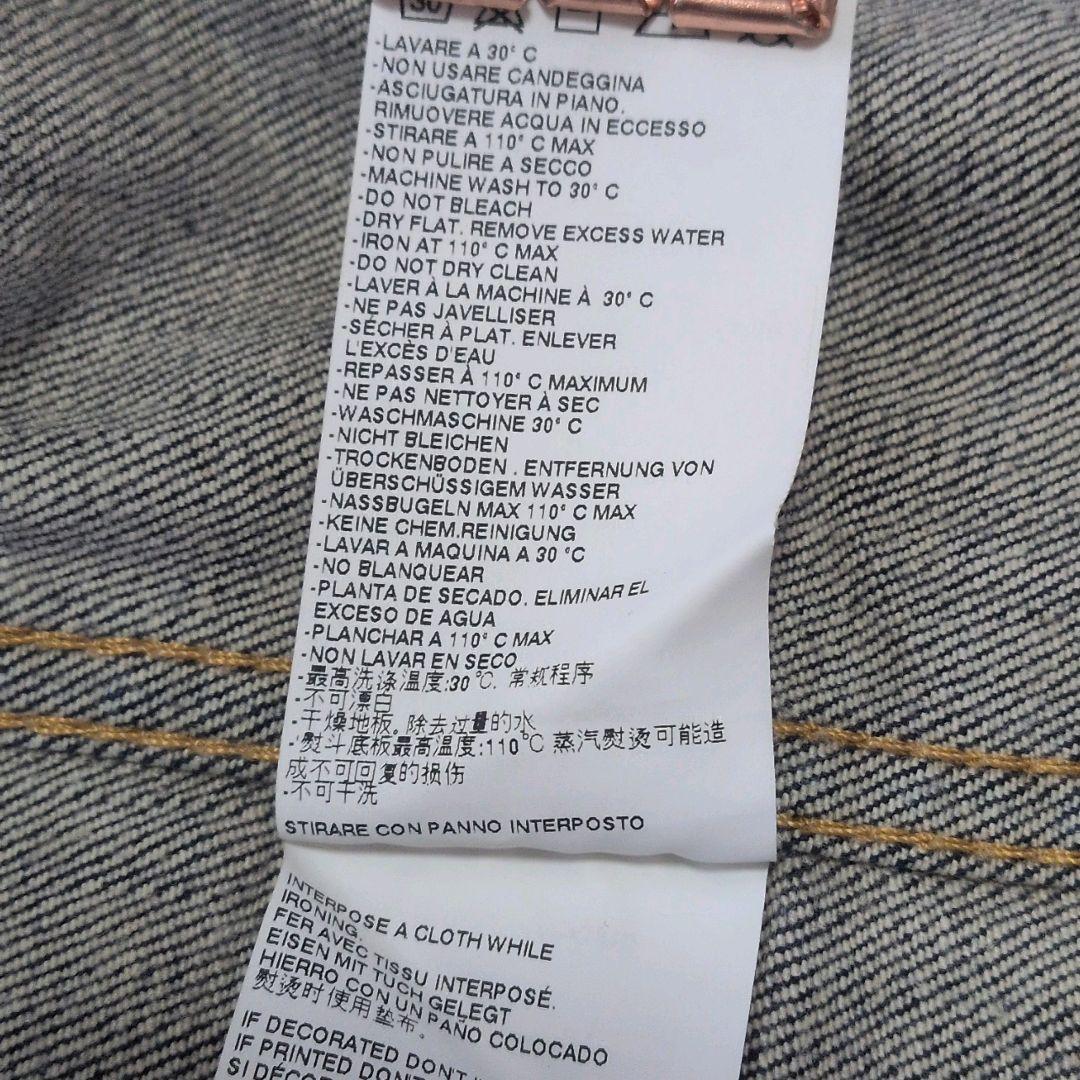 30
-LAVARE A 30° C
-NON USARE CANDEGGINA
-ASCIUGATURA IN PIANO.
RIMUOVERE ACQUA IN ECCESSO
-STIRARE A 110° C MAX
-NON PULIRE A SECCO
-MACHINE WASH TO 30° C
-DO NOT BLEACH
-DRY FLAT. REMOVE EXCESS WATER
-IRON AT 110° C MAX
-DO NOT DRY CLEAN
-LAVER À LA MACHINE À 30° C
-NE PAS JAVELLISER
-SÉCHER À PLAT. ENLEVER
L'EXCÈS D'EAU
-REPASSER À 110° C MAXIMUM
-NE PAS NETTOYER À SEC
-WASCHMASCHINE 30° C
-NICHT BLEICHEN
-TROCKENBODEN . ENTFERNUNG VON
ÜBERSCHÜSSIGEM WASSER
-NASSBUGELN MAX 110° C MAX
-KEINE CHEM.REINIGUNG
-LAVAR A MAQUINA A 30 °C
-NO BLANQUEAR
-PLANTA DE SECADO. ELIMINAR EL
EXCESO DE AGUA
-PLANCHAR A 110° C MAX
-NON LAVAR EN SECO
-最高洗涤温度:30℃. 常规程序
-不可漂白
-干燥地板。除去过量的水
-熨斗底板最高温度:110℃ 蒸汽熨烫可能造
成不可回复的损伤
-不可干洗
STIRARE CON PANNO INTERPOSTO
INTERPOSE A CLOTH WHILE
IRONING.
FER AVEC TISSU INTERPOSÉ.
EISEN MIT TUCH GELEGT
HIERRO CON UN PAÑO COLOCADO
熨烫时使用垫布。
IF DECORATED DON'T
IF PRINTED DON'T
SI DÉCOR